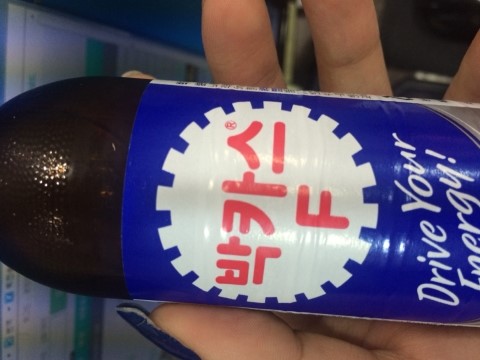 박카스®
F
Drive Your
Energy!